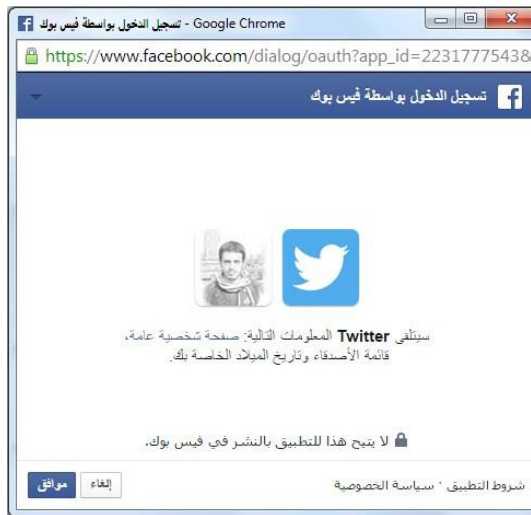 تسجيل الدخول بواسطة فيس بوك - Google Chrome
https://www.facebook.com/dialog/oauth?app_id=2231777543&
تسجيل الدخول بواسطة فيس بوك
سيتلقى Twitter المعلومات التالية: صفحة شخصية عامة،
قائمة الأصدقاء وتاريخ الميلاد الخاصة بك.
لا يتيح هذا للتطبيق بالنشر في فيس بوك.
شروط التطبيق · سياسة الخصوصية
إلغاء
موافق